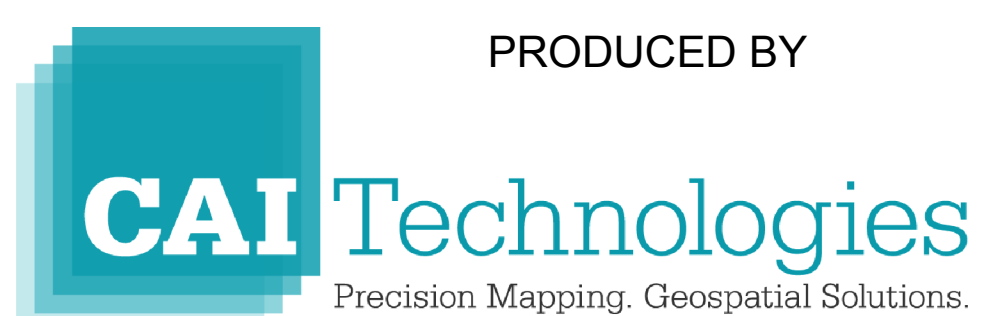 PRODUCED BY
CAI Technologies
Precision Mapping. Geospatial Solutions.